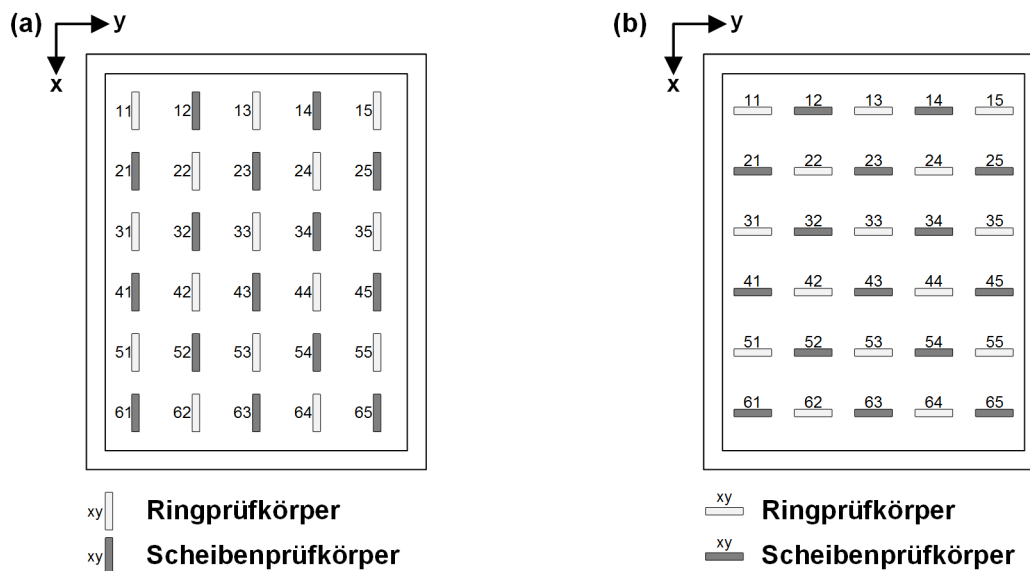 (a)
y
x
11 12 13 14 15
21 22 23 24 25
31 32 33 34 35
41 42 43 44 45
51 52 53 54 55
61 62 63 64 65
xy Ringprüfkörper
xy Scheibenprüfkörper
(b)
y
x
11 12 13 14 15
21 22 23 24 25
31 32 33 34 35
41 42 43 44 45
51 52 53 54 55
61 62 63 64 65
xy Ringprüfkörper
xy Scheibenprüfkörper